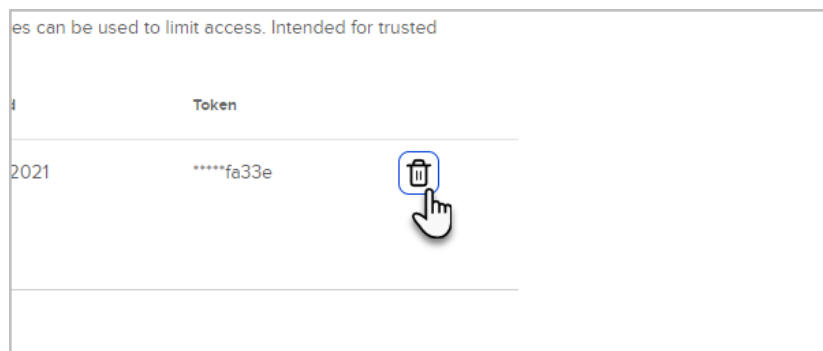 es can be used to limit access. Intended for trusted
d Token
2021 *****fa33e